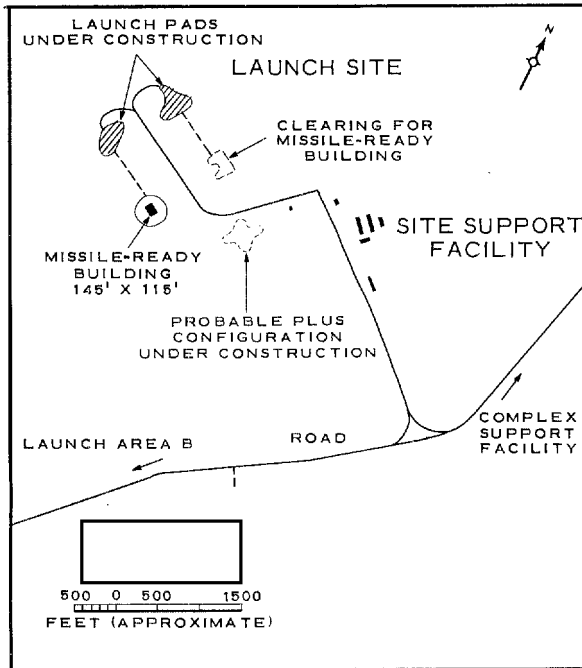 LAUNCH PADS
UNDER CONSTRUCTION
LAUNCH SITE
N
CLEARING FOR
MISSILE-READY
BUILDING
SITE SUPPORT
FACILITY
MISSILE-READY
BUILDING
145' X 115'
PROBABLE PLUS
CONFIGURATION
UNDER CONSTRUCTION
COMPLEX
SUPPORT
FACILITY
ROAD
LAUNCH AREA B
500 0 500 1500
FEET (APPROXIMATE)